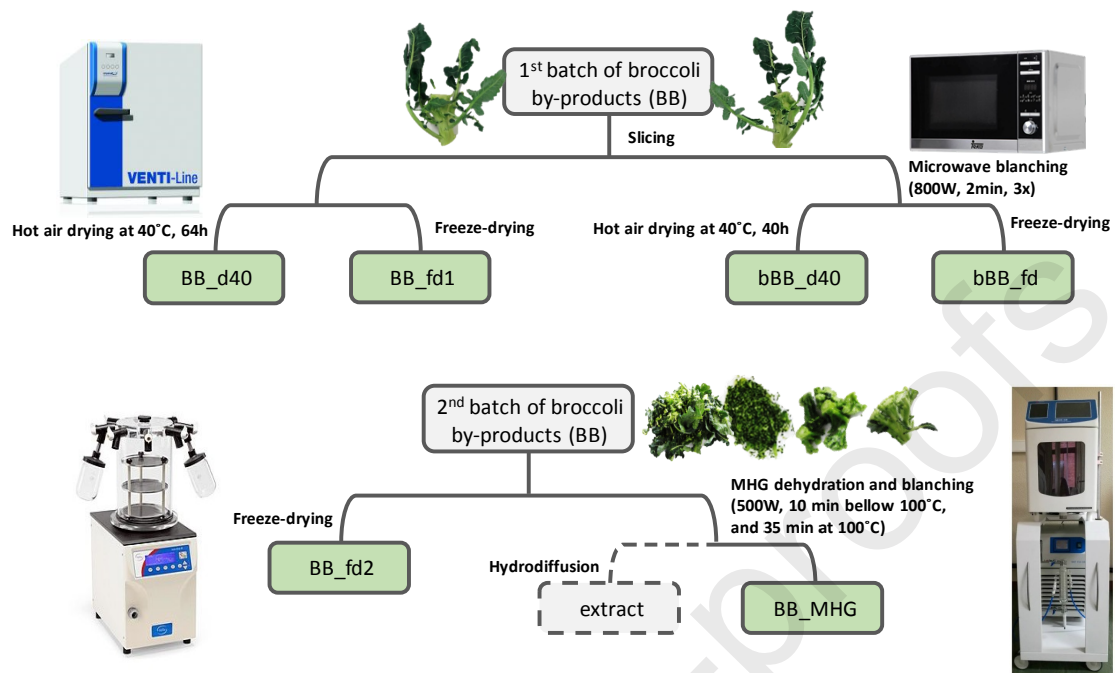 1st batch of broccoli
by-products (BB)
Slicing
VENTI-Line
Microwave blanching
(800W, 2min, 3x)
Hot air drying at 40˚C, 64h
Freeze-drying
Hot air drying at 40˚C, 40h
Freeze-drying
BB_d40
BB_fd1
bBB_d40
bBB_fd
2nd batch of broccoli
by-products (BB)
MHG dehydration and blanching
(500W, 10 min bellow 100˚C,
and 35 min at 100˚C)
Freeze-drying
BB_fd2
Hydrodiffusion
extract
BB_MHG
proofs